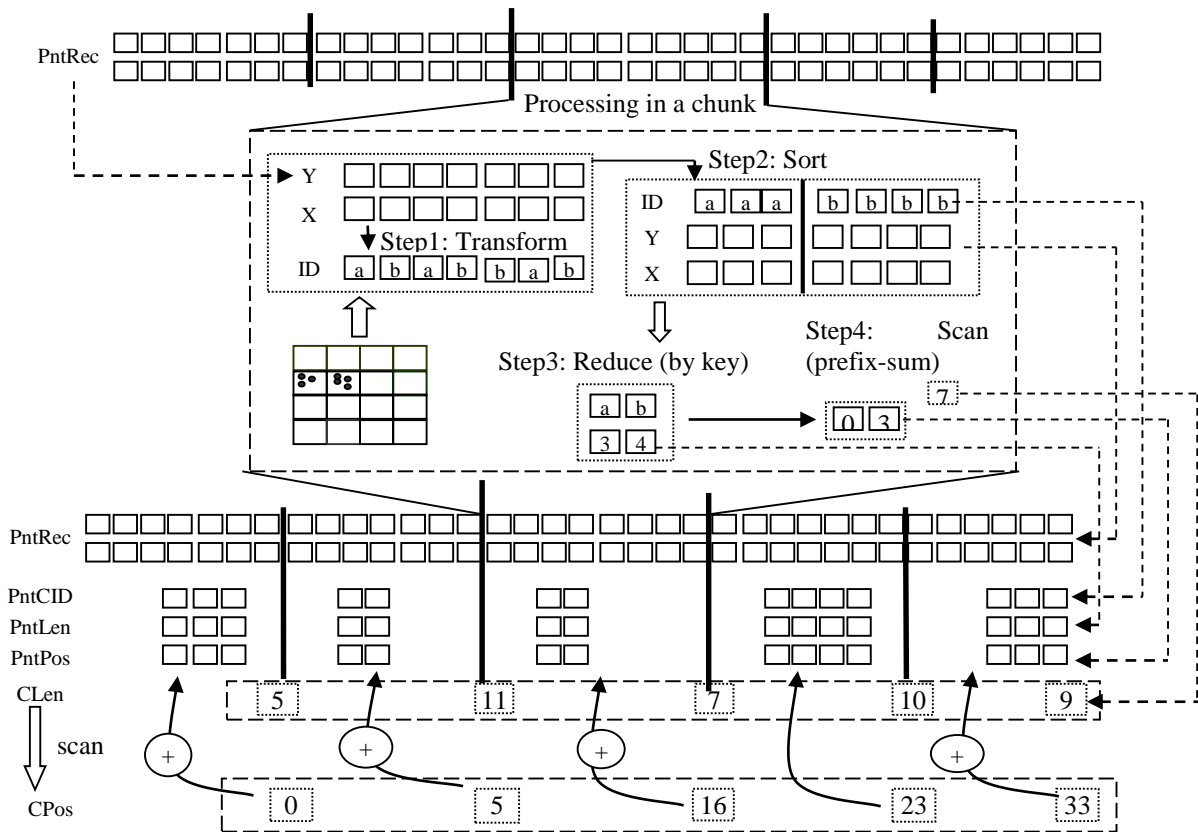 PntRec
Processing in a chunk
Y
X
Step1: Transform
ID a b a b b a b
Step2: Sort
ID a a a b b b b
Y
X
Step3: Reduce (by key)
a b
3 4
Step4: Scan
(prefix-sum)
7
0 3
PntRec
PntCID
PntLen
PntPos
CLen 5 11 7 10 9
scan
+ + + +
CPos 0 5 16 23 33